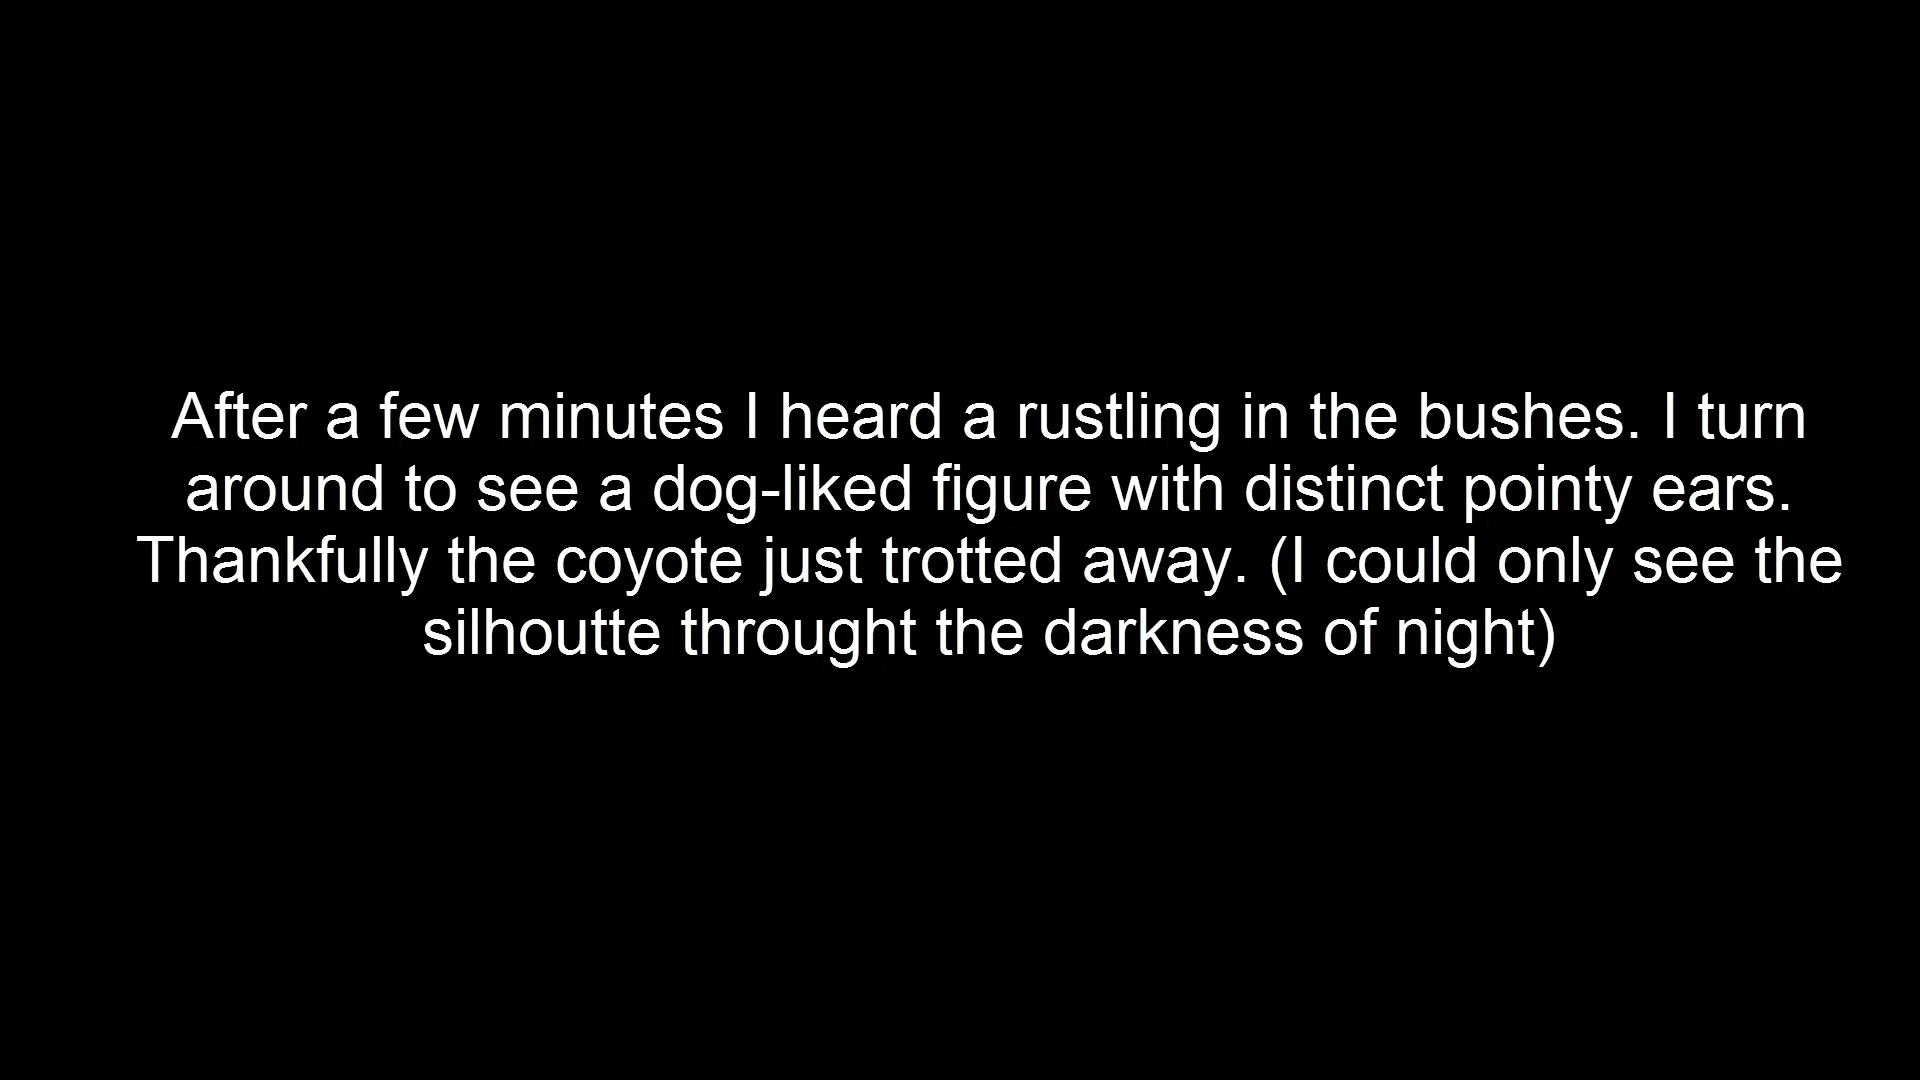 After a few minutes I heard a rustling in the bushes. I turn
around to see a dog-liked figure with distinct pointy ears.
Thankfully the coyote just trotted away. (I could only see the
silhoutte throught the darkness of night)